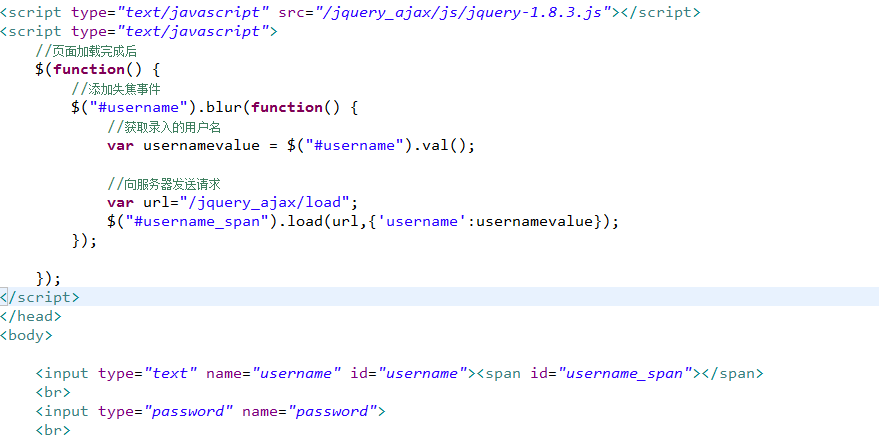 <script type="text/javascript" src="/jquery_ajax/js/jquery-1.8.3.js"></script>
<script type="text/javascript">
//页面加载完成后
$(function() {
//添加失焦事件
$("#username").blur(function() {
//获取录入的用户名
var usernamevalue = $("#username").val();
//向服务器发送请求
var url="/jquery_ajax/load";
$("#username_span").load(url,{'username':usernamevalue});
});
});
</script>
</head>
<body>
<input type="text" name="username" id="username"><span id="username_span"></span>
<br>
<input type="password" name="password">
<br>